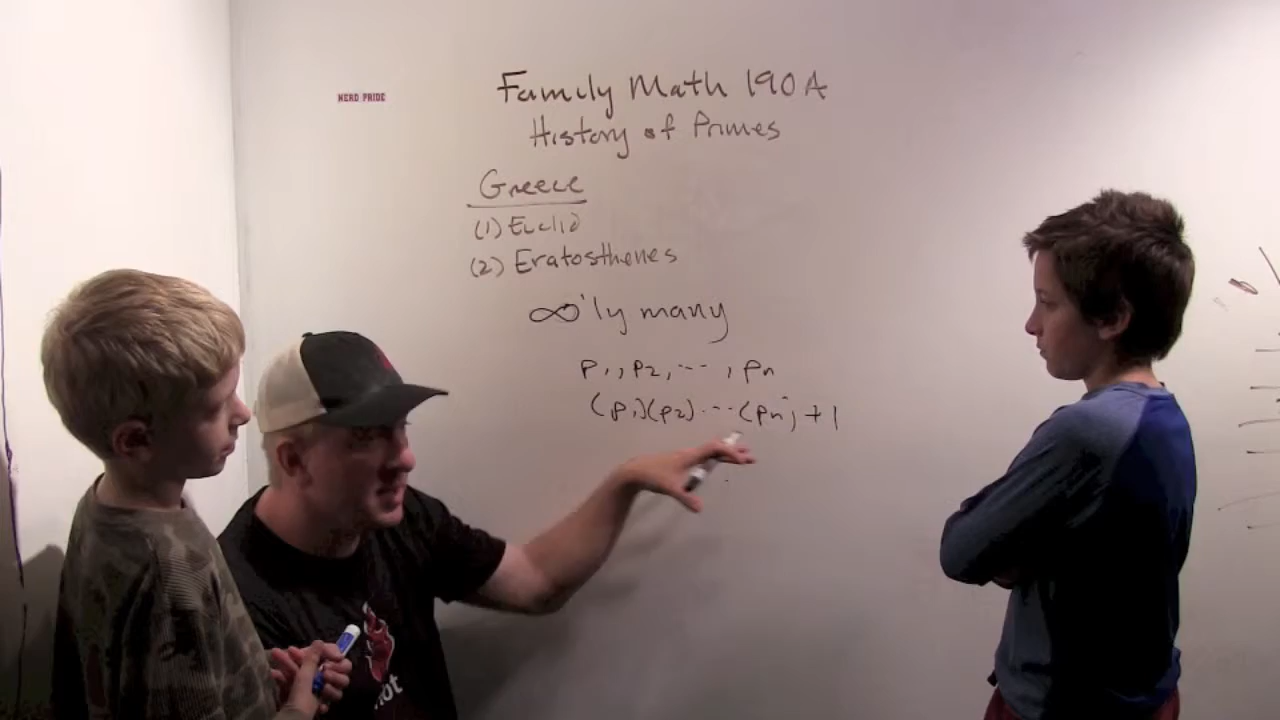 NERD PRIDE
Family Math 190A
History of Primes
Greece
(1) Euclid
(2) Eratosthenes
∞'ly many
p1, p2, ..., pn
(p1)(p2)...(pn) + 1